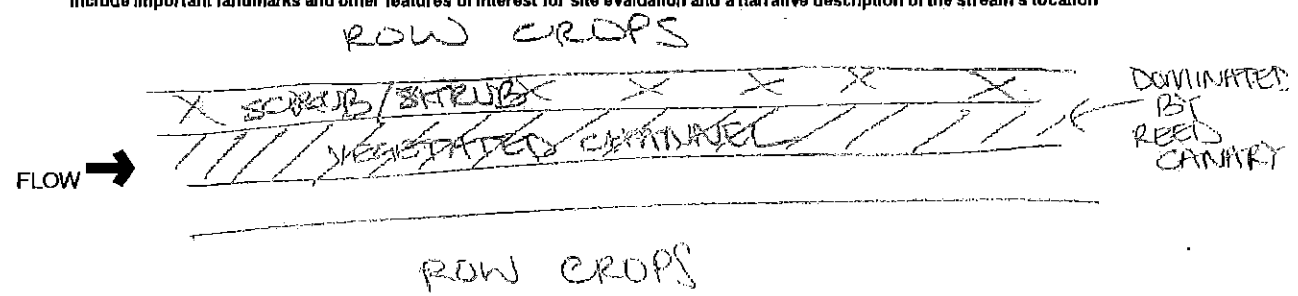 Include important landmarks and other features of interest for site evaluation and a narrative description of the stream's location
ROW CROPS
SCRUB/SHRUB
DOMINATED
BY
REED
CANARY
VEGETATED CHANNEL
FLOW
ROW CROPS